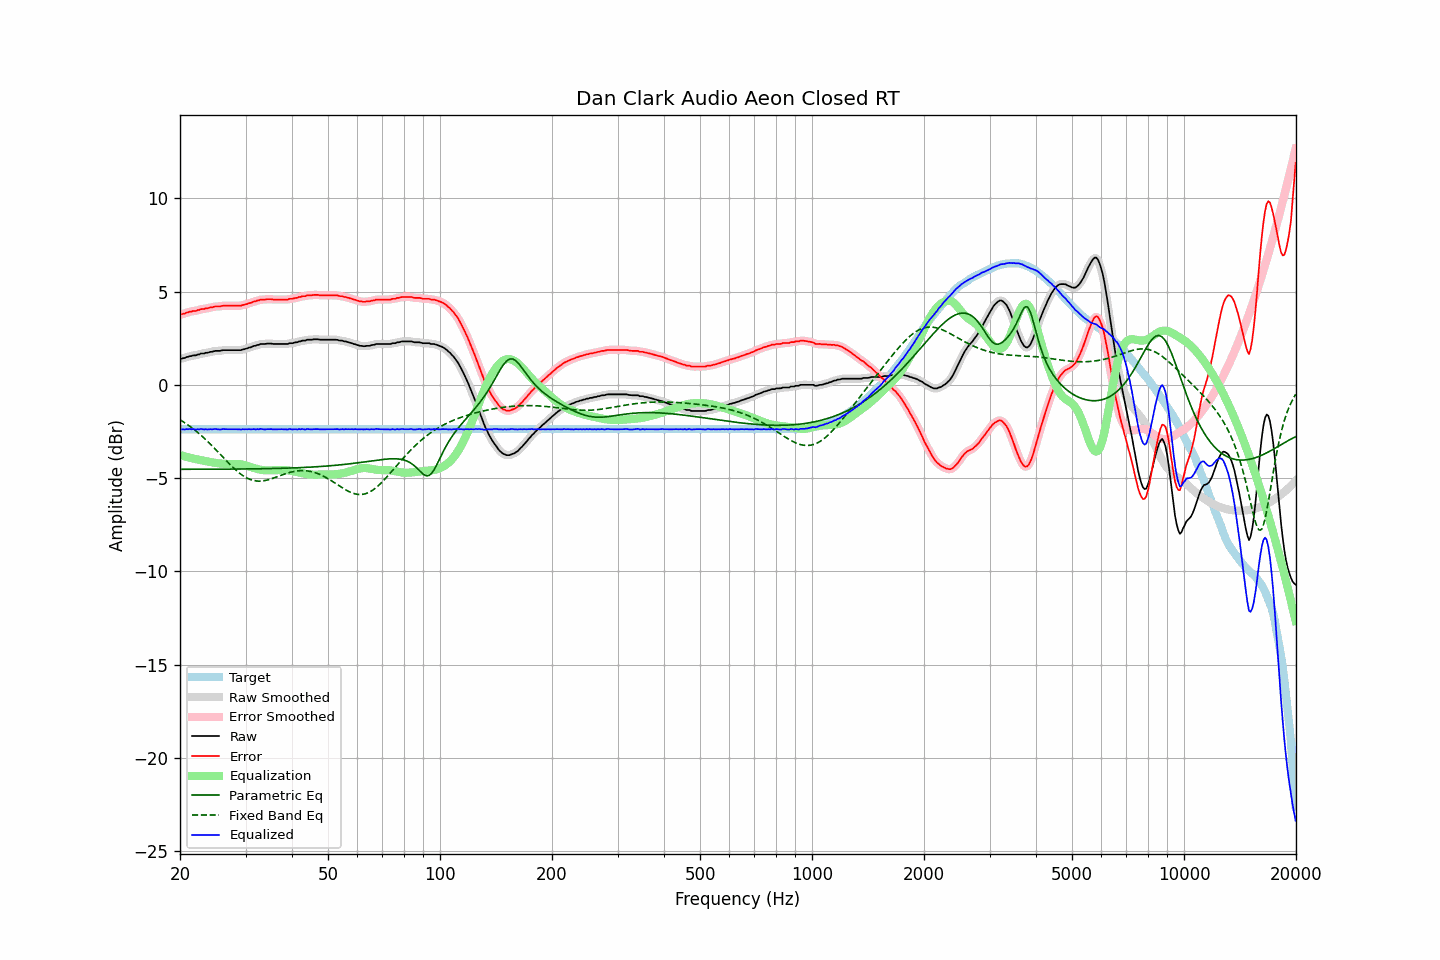 Dan Clark Audio Aeon Closed RT
Amplitude (dBr)
10
5
0
−5
−10
−15
−20
−25
Target
Raw Smoothed
Error Smoothed
Raw
Error
Equalization
Parametric Eq
Fixed Band Eq
Equalized
20 50 100 200 500 1000 2000 5000 10000 20000
Frequency (Hz)